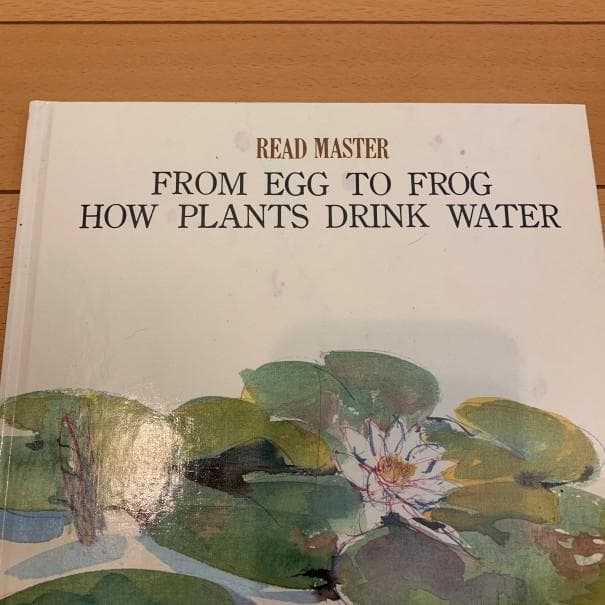 READ MASTER
FROM EGG TO FROG
HOW PLANTS DRINK WATER